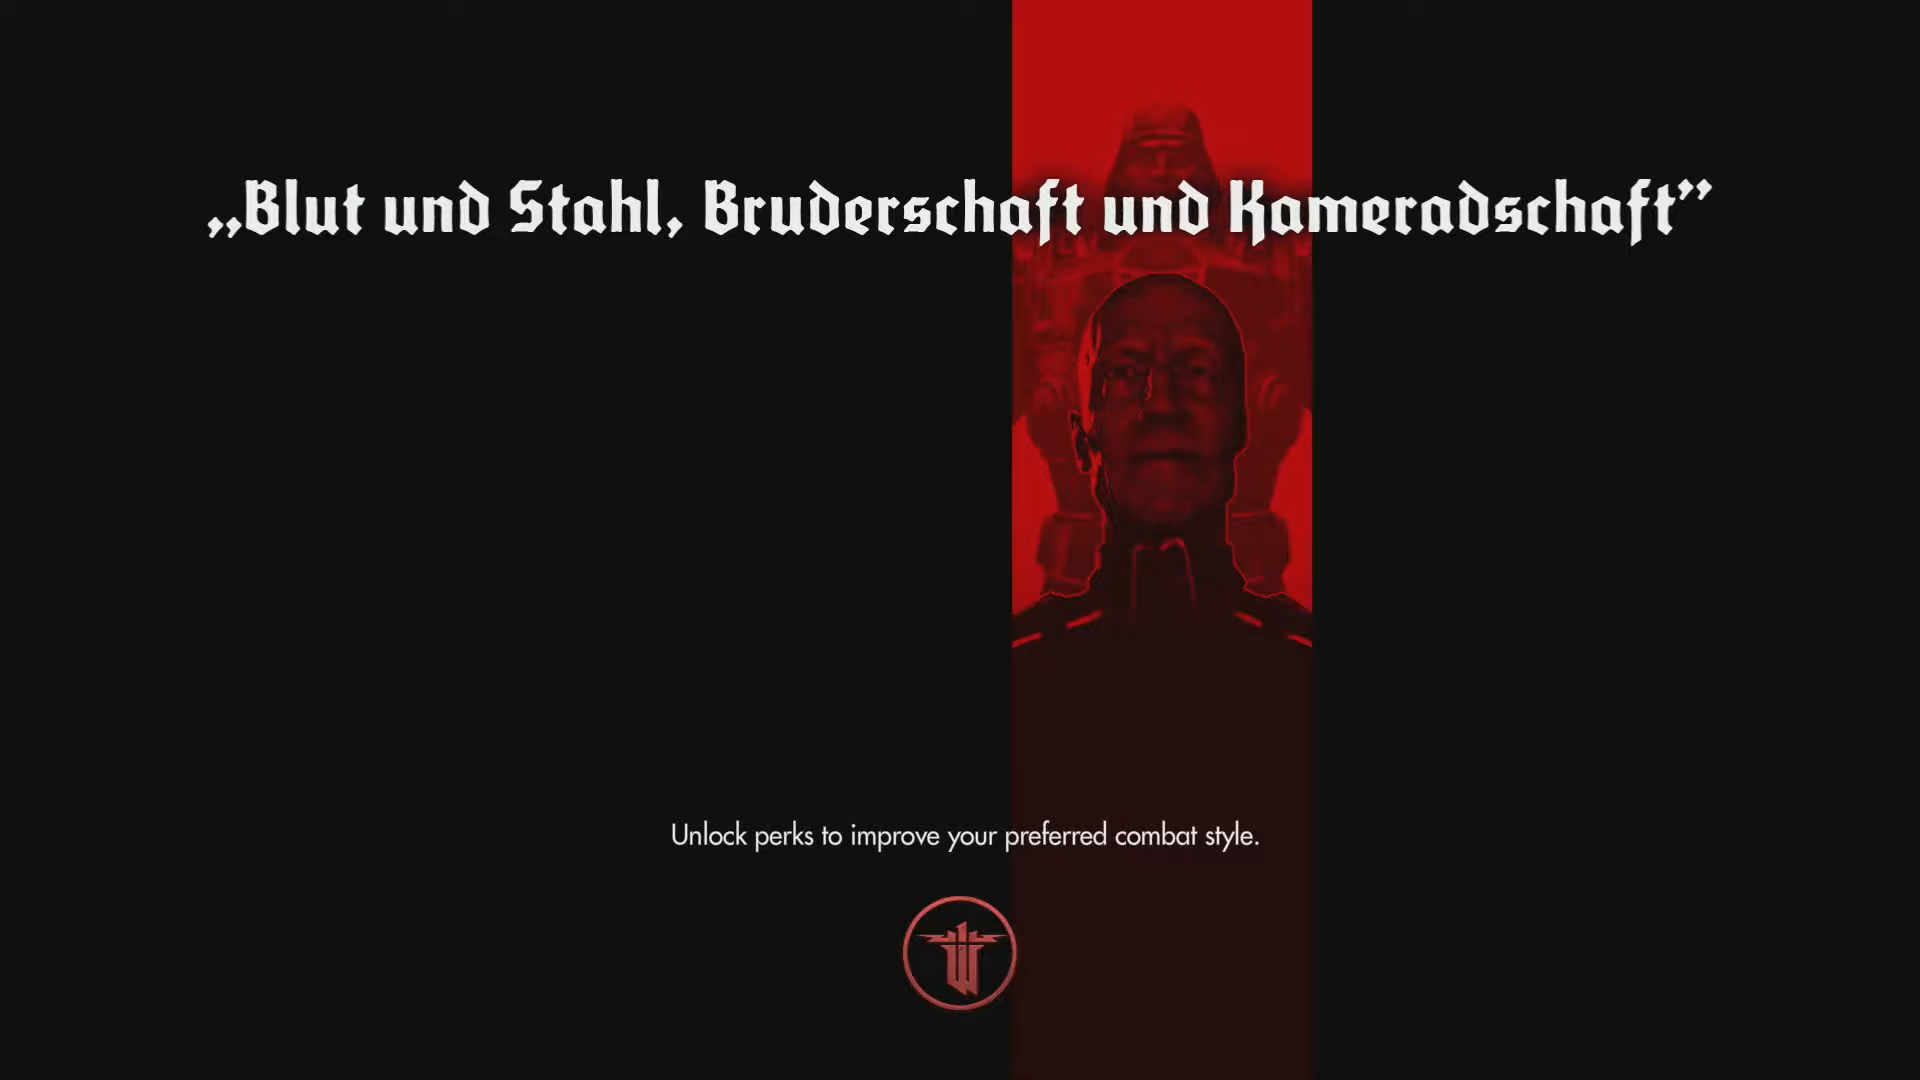 „Blut und Stahl, Bruderschaft und Kameradschaft”
Unlock perks to improve your preferred combat style.